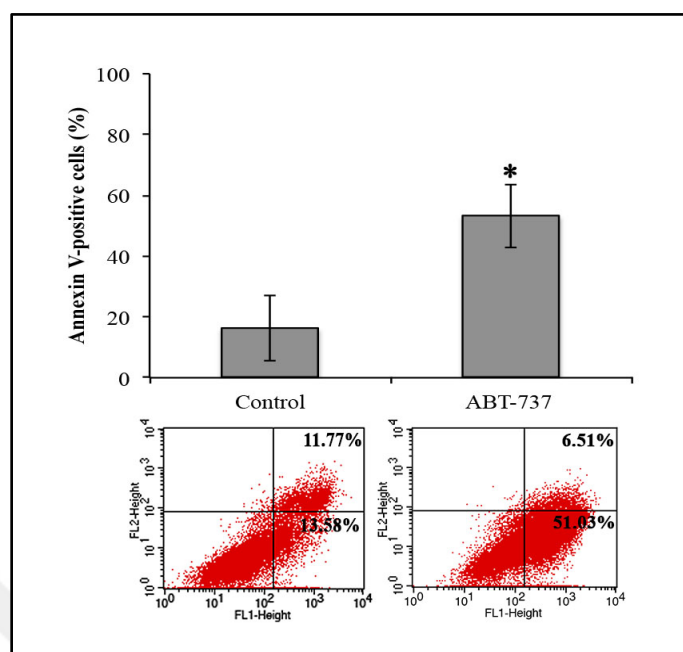 100
80
60
40
20
0
Annexin V-positive cells (%)
*
Control
ABT-737
11.77%
13.58%
10⁴
10³
10²
10¹
10⁰
FL2-Height
10⁰ 10¹ 10² 10³ 10⁴
FL1-Height
6.51%
51.03%
10⁴
10³
10²
10¹
10⁰
FL2-Height
10⁰ 10¹ 10² 10³ 10⁴
FL1-Height